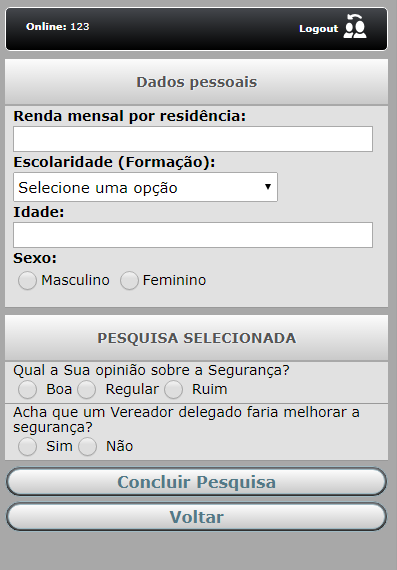 Online: 123
Logout
Dados pessoais
Renda mensal por residência:
Escolaridade (Formação):
Selecione uma opção
Idade:
Sexo:
Masculino Feminino
PESQUISA SELECIONADA
Qual a Sua opinião sobre a Segurança?
Boa Regular Ruim
Acha que um Vereador delegado faria melhorar a
segurança?
Sim Não
Concluir Pesquisa
Voltar